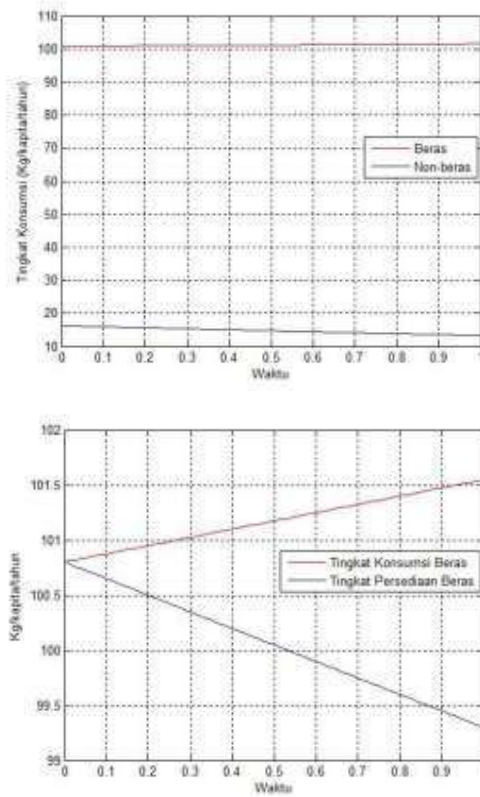 110
100
90
80
70
60
50
40
30
20
10
Tingkat Konsumsi (Kg/kapita/tahun)
Beras
Non-beras
0 0.1 0.2 0.3 0.4 0.5 0.6 0.7 0.8 0.9 1
Waktu
102
101.5
101
100.5
100
99.5
99
Kg/kapita/tahun
Tingkat Konsumsi Beras
Tingkat Persediaan Beras
0 0.1 0.2 0.3 0.4 0.5 0.6 0.7 0.8 0.9
Waktu